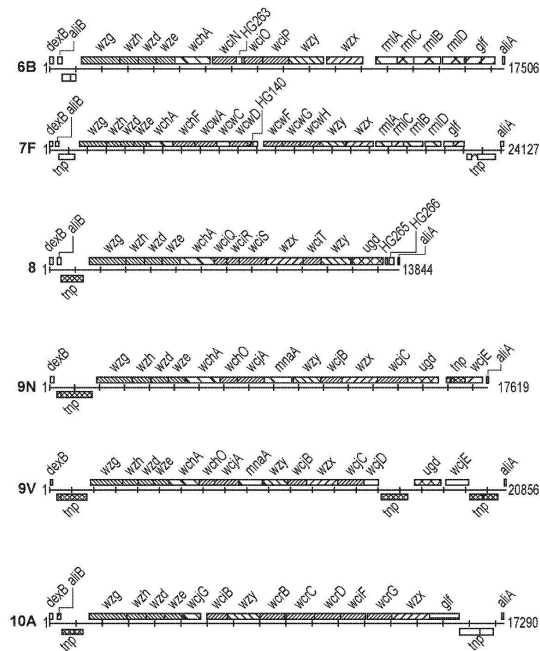 dexB aliB wzg wzh wzd wze wchA wciN HG263 wciO wciP wzy wzx rmlA rmlC rmlB rmlD glf aliA
6B 1 17506
dexB aliB wzg wzh wzd wze wchA wchF wcwA wcwC wcwD HG140 wcwF wcwG wcwH wzy wzx rmlA rmlC rmlB rmlD glf aliA
7F 1 24127
tnp tnp
dexB aliB wzg wzh wzd wze wchA wciQ wciR wciS wzx wciT wzy ugd HG265 HG266 aliA
8 1 13844
tnp
dexB wzg wzh wzd wze wchA wchO wcjA mnaA wzy wcjB wzx wcjC ugd tnp wcjE aliA
9N 1 17619
tnp
dexB wzg wzh wzd wze wchA wchO wcjA mnaA wzy wcjB wzx wcjC wcjD ugd wcjE aliA
9V 1 20856
tnp tnp tnp
dexB aliB wzg wzh wzd wze wcjG wciB wzy wcrB wcrC wcrD wciF wcrG wzx glf aliA
10A 1 17290
tnp